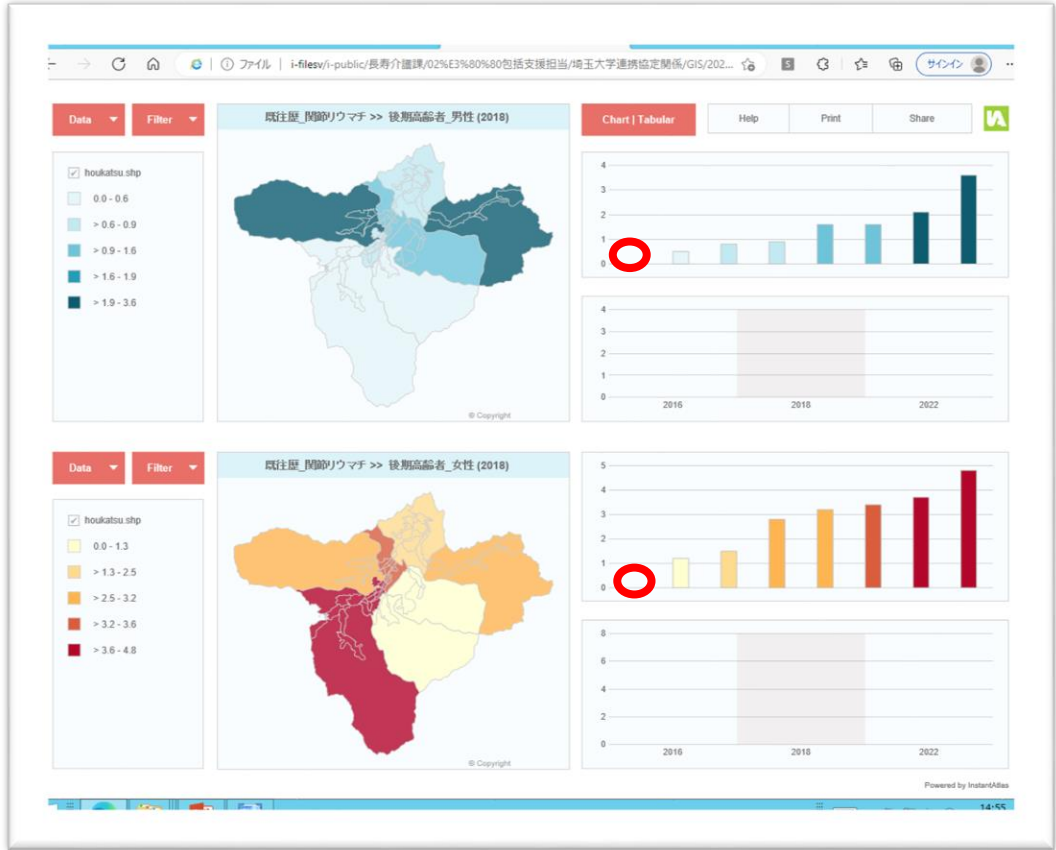 ファイル | i-filesv/i-public/長寿介護課/02%E3%80%80包括支援担当/埼玉大学連携協定関係/GIS/202...
サインイン
Data
Filter
既往歴_関節リウマチ >> 後期高齢者_男性 (2018)
Chart | Tabular
Help
Print
Share
houkatsu.shp
0.0 - 0.6
> 0.6 - 0.9
> 0.9 - 1.6
> 1.6 - 1.9
> 1.9 - 3.6
© Copyright
4
3
2
1
0
4
3
2
1
0
2016
2018
2022
Data
Filter
既往歴_関節リウマチ >> 後期高齢者_女性 (2018)
houkatsu.shp
0.0 - 1.3
> 1.3 - 2.5
> 2.5 - 3.2
> 3.2 - 3.6
> 3.6 - 4.8
© Copyright
5
4
3
2
1
0
8
6
4
2
0
2016
2018
2022
Powered by InstantAtlas
14:55